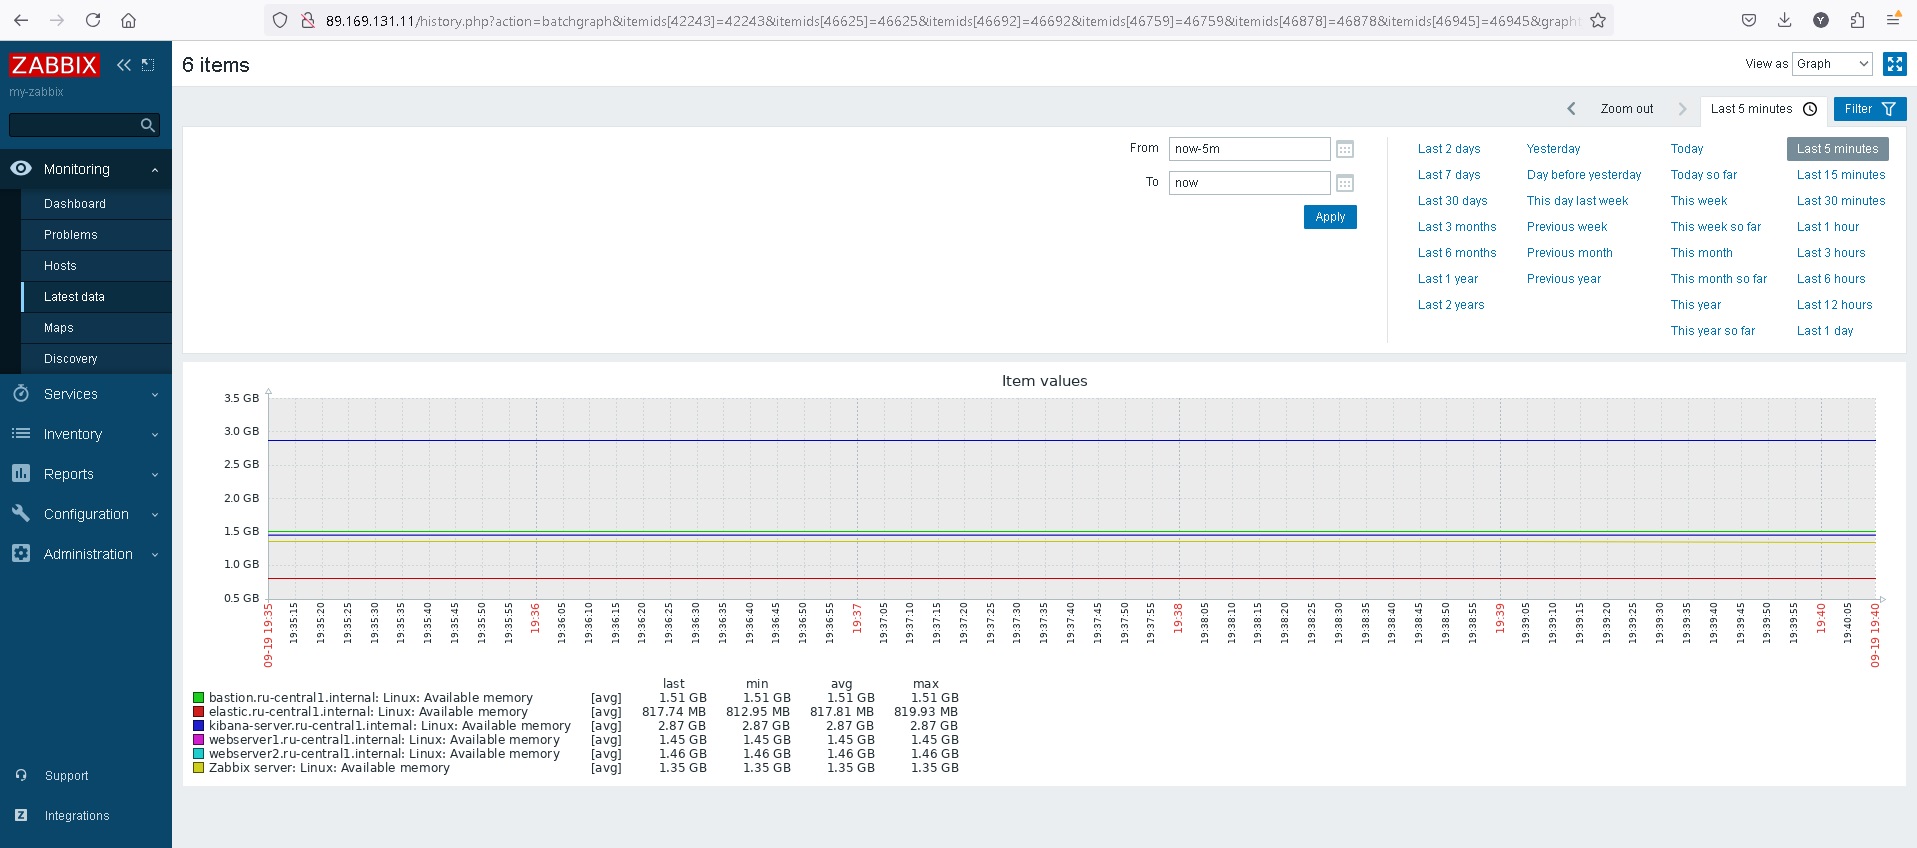 89.169.131.11/history.php?action=batchgraph&itemids[42243]=42243&itemids[46625]=46625&itemids[46692]=46692&itemids[46759]=46759&itemids[46878]=46878&itemids[46945]=46945&graph
Y
ZABBIX
my-zabbix
6 items
View as Graph
Zoom out
Last 5 minutes
Filter
From now-5m
To now
Apply
Last 2 days Yesterday Today Last 5 minutes
Last 7 days Day before yesterday Today so far Last 15 minutes
Last 30 days This day last week This week Last 30 minutes
Last 3 months Previous week This week so far Last 1 hour
Last 6 months Previous month This month Last 3 hours
Last 1 year Previous year This month so far Last 6 hours
Last 2 years This year Last 12 hours
This year so far Last 1 day
Monitoring
Dashboard
Problems
Hosts
Latest data
Maps
Discovery
Services
Inventory
Reports
Configuration
Administration
Support
Z Integrations
Item values
3.5 GB
3.0 GB
2.5 GB
2.0 GB
1.5 GB
1.0 GB
0.5 GB
09-19 19:35 19:35:15 19:35:20 19:35:25 19:35:30 19:35:35 19:35:40 19:35:45 19:35:50 19:35:55 19:36 19:36:05 19:36:10 19:36:15 19:36:20 19:36:25 19:36:30 19:36:35 19:36:40 19:36:45 19:36:50 19:36:55 19:37 19:37:05 19:37:10 19:37:15 19:37:20 19:37:25 19:37:30 19:37:35 19:37:40 19:37:45 19:37:50 19:37:55 19:38 19:38:05 19:38:10 19:38:15 19:38:20 19:38:25 19:38:30 19:38:35 19:38:40 19:38:45 19:38:50 19:38:55 19:39 19:39:05 19:39:10 19:39:15 19:39:20 19:39:25 19:39:30 19:39:35 19:39:40 19:39:45 19:39:50 19:39:55 19:40 19:40:05 09-19 19:40
last min avg max
bastion.ru-central1.internal: Linux: Available memory [avg] 1.51 GB 1.51 GB 1.51 GB 1.51 GB
elastic.ru-central1.internal: Linux: Available memory [avg] 817.74 MB 812.95 MB 817.81 MB 819.93 MB
kibana-server.ru-central1.internal: Linux: Available memory [avg] 2.87 GB 2.87 GB 2.87 GB 2.87 GB
webserver1.ru-central1.internal: Linux: Available memory [avg] 1.45 GB 1.45 GB 1.45 GB 1.45 GB
webserver2.ru-central1.internal: Linux: Available memory [avg] 1.46 GB 1.46 GB 1.46 GB 1.46 GB
Zabbix server: Linux: Available memory [avg] 1.35 GB 1.35 GB 1.35 GB 1.35 GB